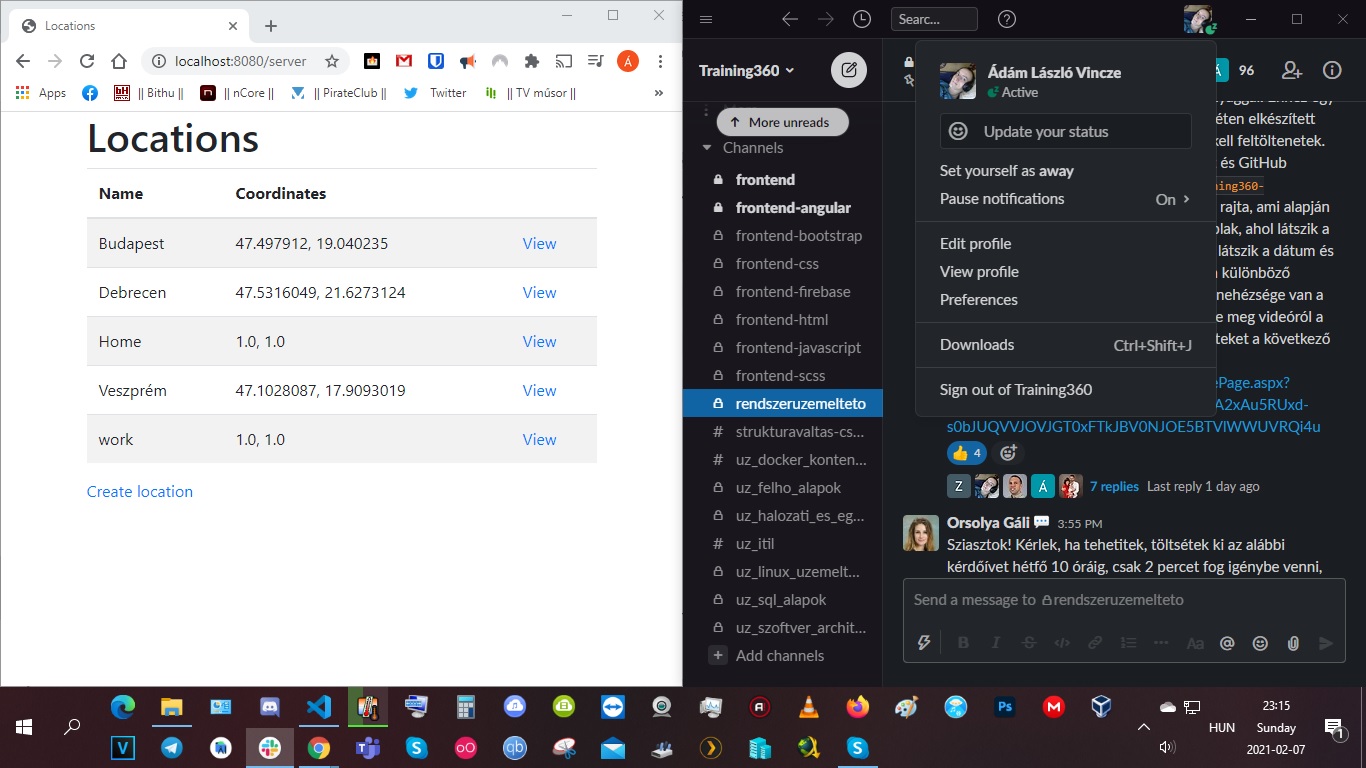 Locations
localhost:8080/server
Á
Apps
|| Bithu ||
|| nCore ||
|| PirateClub ||
Twitter
|| TV műsor ||
»
Locations
Name Coordinates
Budapest 47.497912, 19.040235 View
Debrecen 47.5316049, 21.6273124 View
Home 1.0, 1.0 View
Veszprém 47.1028087, 17.9093019 View
work 1.0, 1.0 View
Create location
Searc...
Training360
More unreads
Channels
frontend
frontend-angular
frontend-bootstrap
frontend-css
frontend-firebase
frontend-html
frontend-javascript
frontend-scss
rendszeruzemelteto
# strukturavaltas-cs...
# uz_docker_konten...
uz_felho_alapok
uz_halozati_es_eg...
# uz_itil
uz_linux_uzemelt...
uz_sql_alapok
uz_szoftver_archit...
+ Add channels
96
Ádám László Vincze
Active
Update your status
Set yourself as away
Pause notifications On
Edit profile
View profile
Preferences
Downloads Ctrl+Shift+J
Sign out of Training360
éten elkészített
kell feltöltenetek.
és GitHub
ning360-
rajta, ami alapján
olak, ahol látszik a
látszik a dátum és
különböző
nehézsége van a
e meg videóról a
teket a következő
ePage.aspx?
A2xAu5RUxd-
s0bJUQVVJOVJGT0xFTkJBV0NJOE5BTVlWWUVRQi4u
4
Z
Á
7 replies Last reply 1 day ago
Orsolya Gáli 3:55 PM
Sziasztok! Kérlek, ha tehetitek, töltsétek ki az alábbi
kérdőívet hétfő 10 óráig, csak 2 percet fog igénybe venni,
Send a message to rendszeruzemelteto
B I S Aa @
Ps
V
HUN
23:15
Sunday
2021-02-07
1